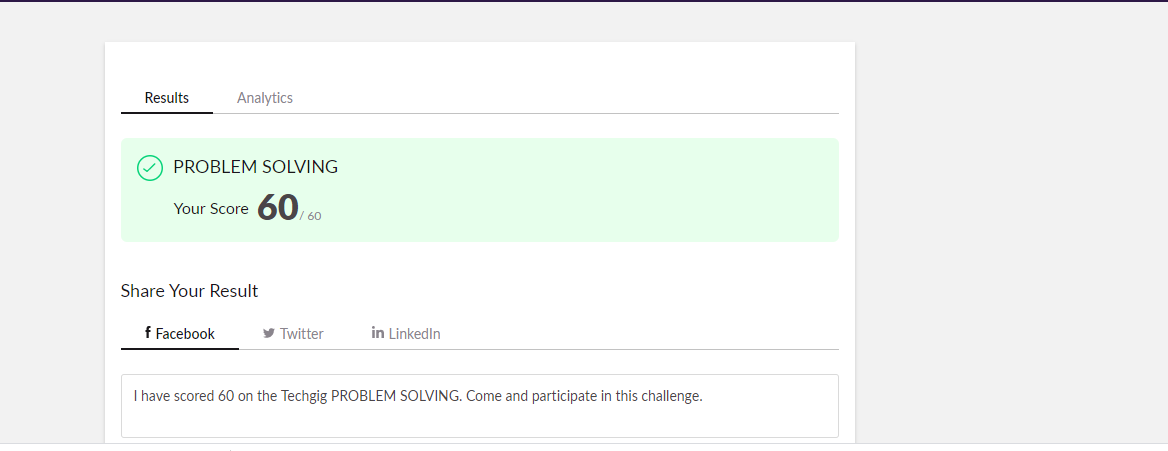 Results Analytics
PROBLEM SOLVING
Your Score 60 / 60
Share Your Result
Facebook Twitter LinkedIn
I have scored 60 on the Techgig PROBLEM SOLVING. Come and participate in this challenge.